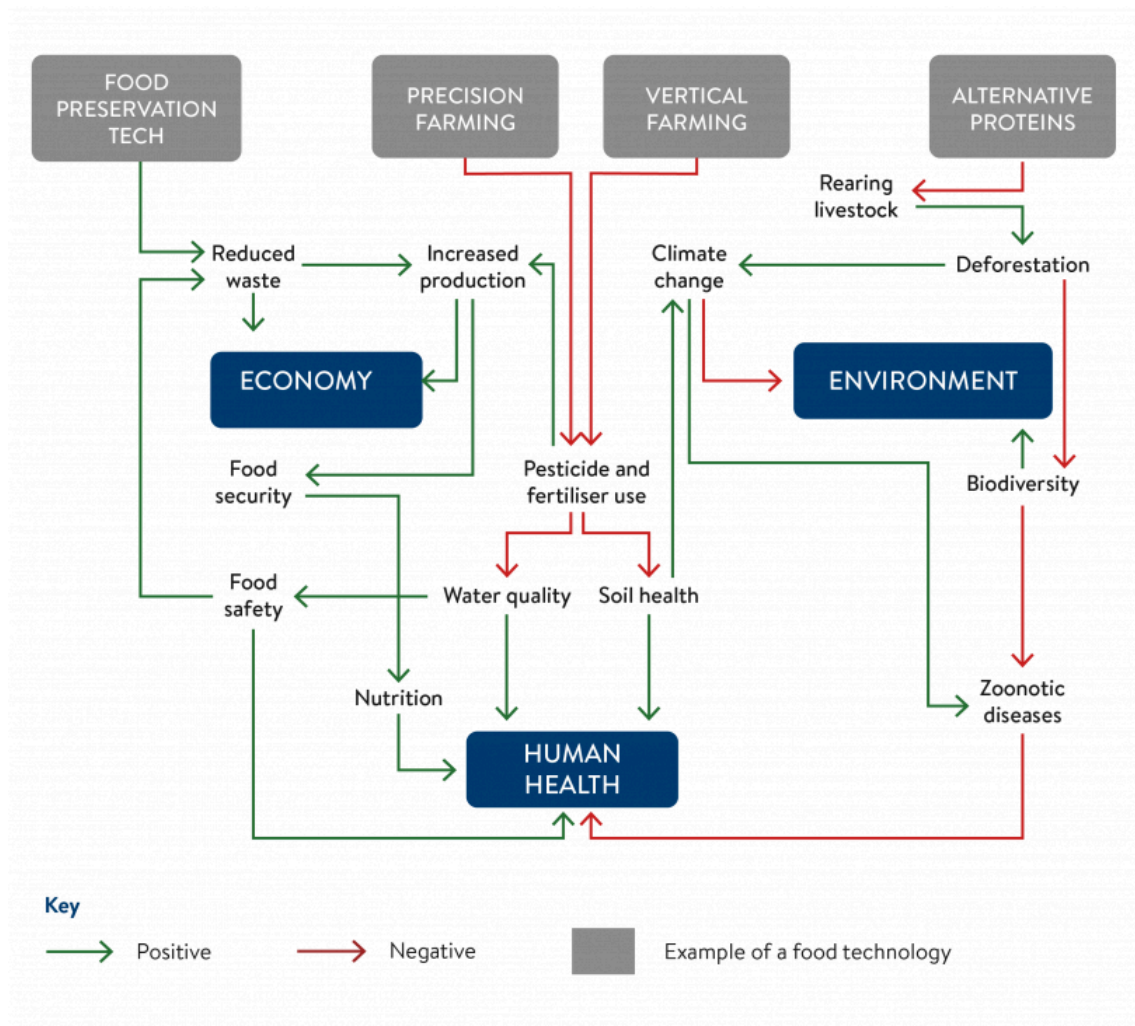 FOOD
PRESERVATION
TECH
PRECISION
FARMING
VERTICAL
FARMING
ALTERNATIVE
PROTEINS
Rearing
livestock
Reduced
waste
Increased
production
Climate
change
Deforestation
ECONOMY
ENVIRONMENT
Food
security
Pesticide and
fertiliser use
Biodiversity
Food
safety
Water quality
Soil health
Nutrition
Zoonotic
diseases
HUMAN
HEALTH
Key
Positive
Negative
Example of a food technology